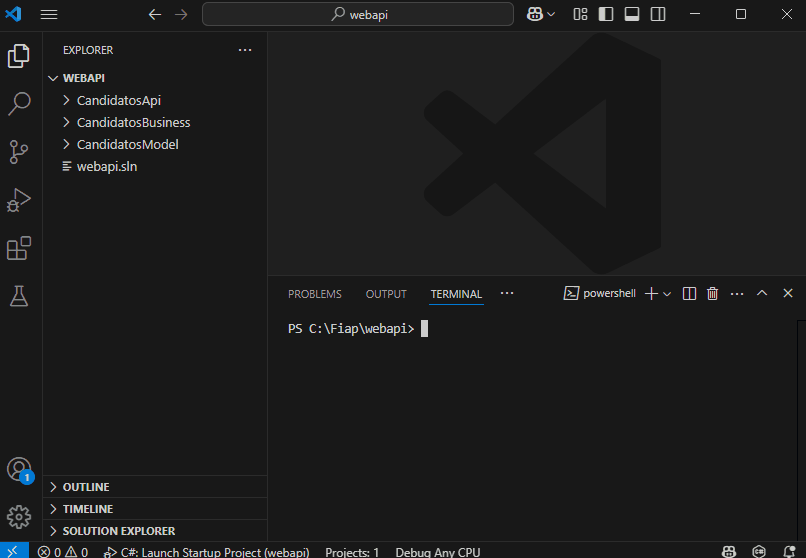 webapi
EXPLORER
WEBAPI
CandidatosApi
CandidatosBusiness
CandidatosModel
webapi.sln
PROBLEMS OUTPUT TERMINAL powershell
PS C:\Fiap\webapi>
1
OUTLINE
TIMELINE
SOLUTION EXPLORER
0 0 C#: Launch Startup Project (webapi) Projects: 1 Debug Any CPU